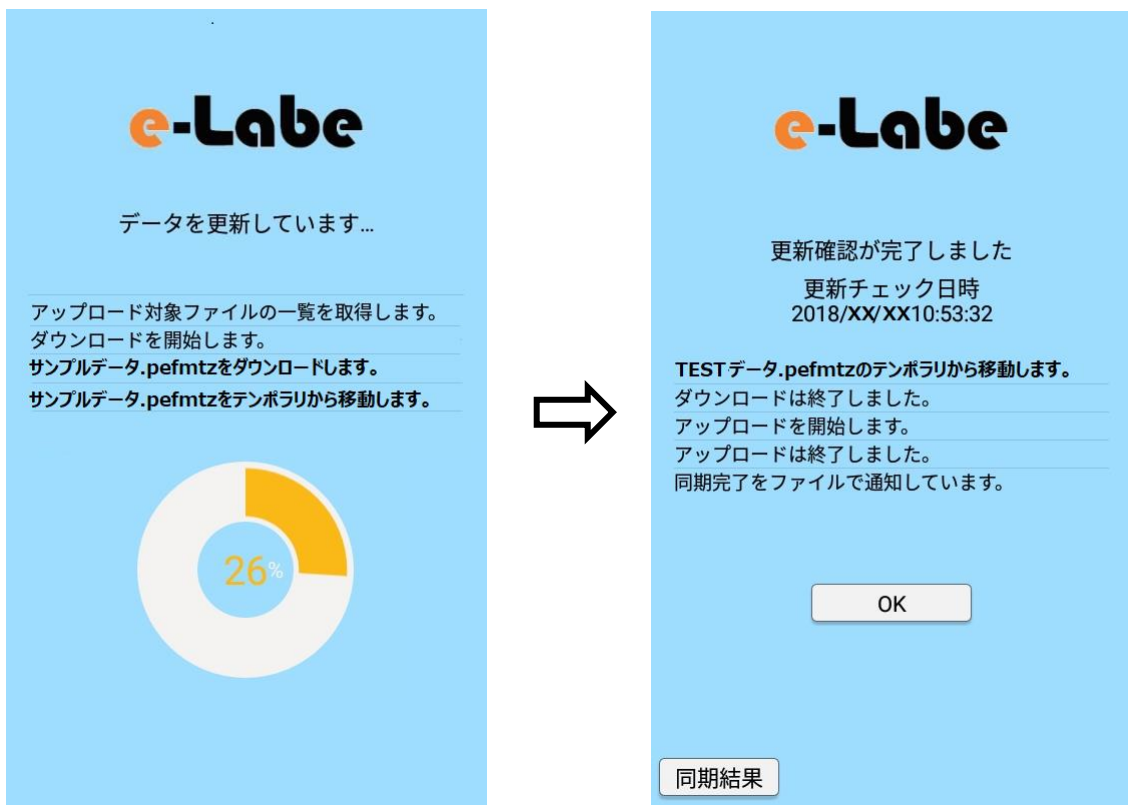 e-Labe
データを更新しています...
アップロード対象ファイルの一覧を取得します。
ダウンロードを開始します。
サンプルデータ.pefmtzをダウンロードします。
サンプルデータ.pefmtzをテンポラリから移動します。
26%
e-Labe
更新確認が完了しました
更新チェック日時
2018/XX/XX10:53:32
TESTデータ.pefmtzのテンポラリから移動します。
ダウンロードは終了しました。
アップロードを開始します。
アップロードは終了しました。
同期完了をファイルで通知しています。
OK
同期結果